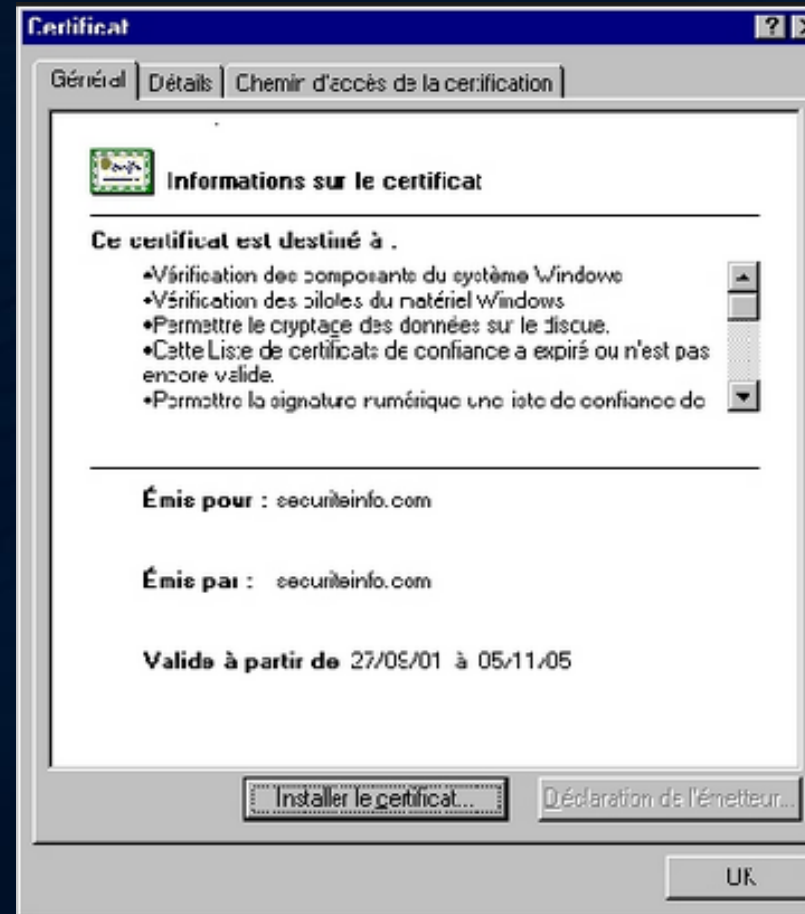 Certificat
Général
Détails
Chemin d'accès de la certification
Informations sur le certificat
Ce certificat est destiné à :
•Vérification des composants du système Windows
•Vérification des pilotes du matériel Windows
•Permettre le cryptage des données sur le disque.
•Cette Liste de certificats de confiance a expiré ou n'est pas
encore valide.
•Permettre la signature numérique une liste de confiance de
Émis pour : securiteinfo.com
Émis par : securiteinfo.com
Valide à partir de à 05/11/05
Installer le certificat...
Déclaration de l'émetteur...
OK